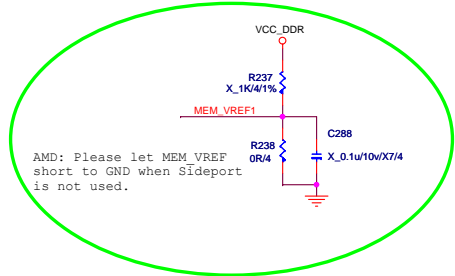 VCC_DDR
R237
X_1K/4/1%
MEM_VREF1
R238
0R/4
C288
X_0.1u/10v/X7/4
AMD: Please let MEM_VREF
short to GND when Sideport
is not used.